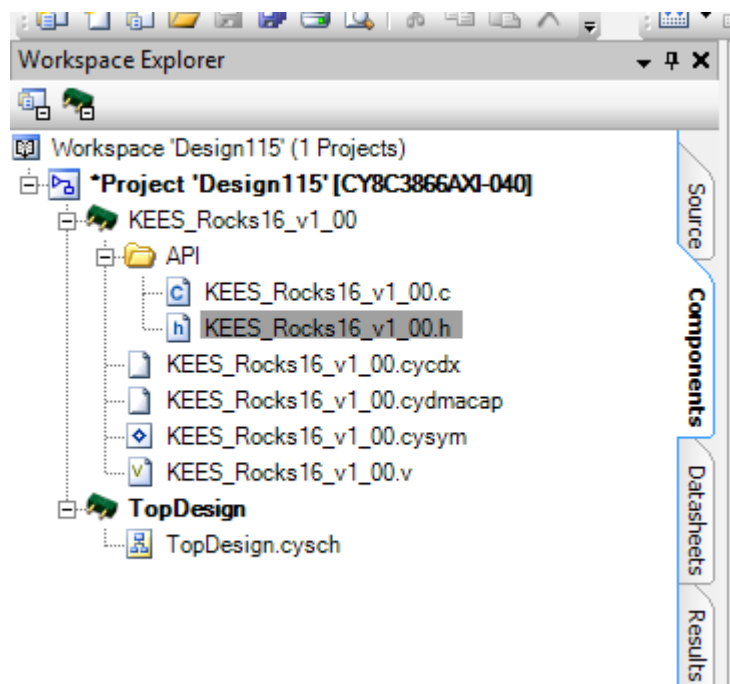 Workspace Explorer
Workspace 'Design115' (1 Projects)
*Project 'Design115' [CY8C3866AXI-040]
KEES_Rocks16_v1_00
API
KEES_Rocks16_v1_00.c
KEES_Rocks16_v1_00.h
KEES_Rocks16_v1_00.cycdx
KEES_Rocks16_v1_00.cydmacap
KEES_Rocks16_v1_00.cysym
KEES_Rocks16_v1_00.v
TopDesign
TopDesign.cysch
Source
Components
Datasheets
Results